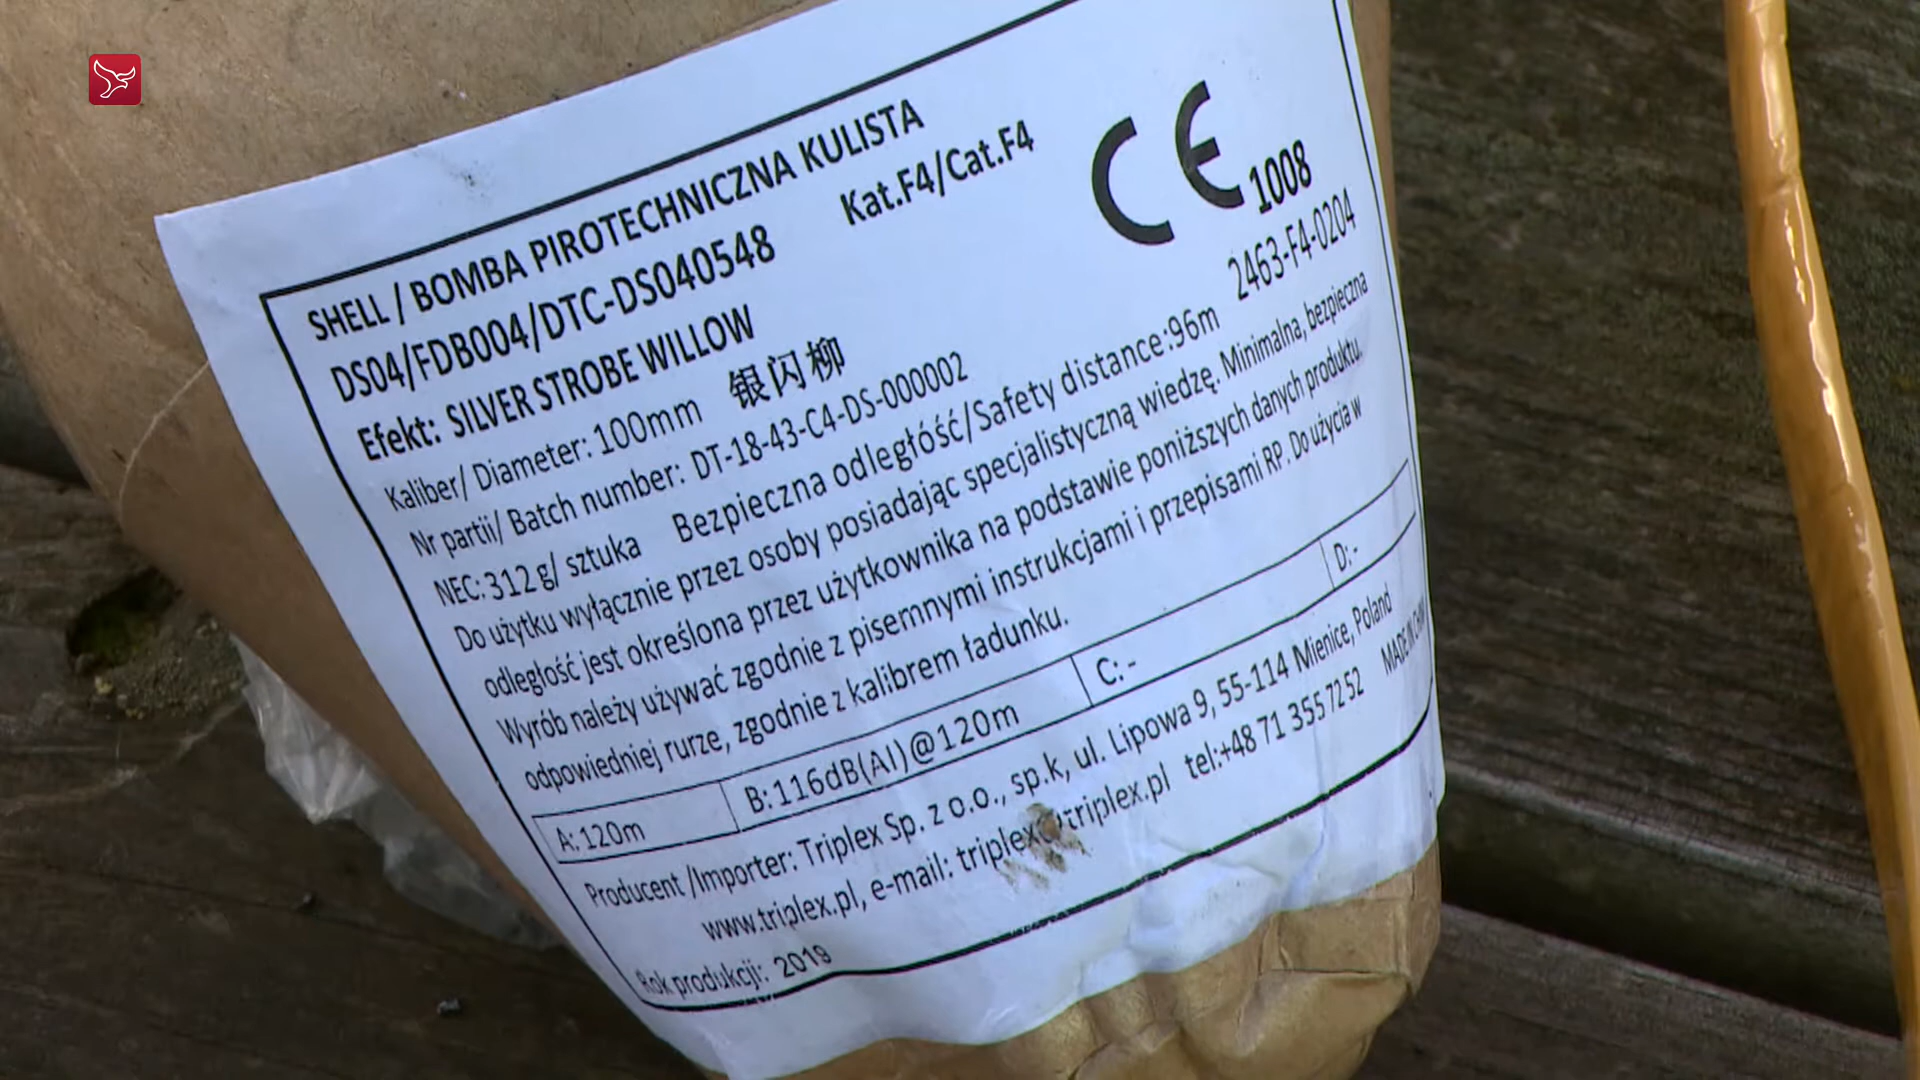 SHELL / BOMBA PIROTECHNICZNA KULISTA
DS04/FDB004/DTC-DS040548 Kat.F4/Cat.F4
CE 1008
2463-F4-0204
Efekt: SILVER STROBE WILLOW 银闪柳
Kaliber/ Diameter: 100mm
Nr partii/ Batch number: DT-18-43-C4-DS-000002
NEC: 312 g/ sztuka Bezpieczna odległóść/Safety distance:96m
Do użytku wyłącznie przez osoby posiadając specjalistyczną wiedzę. Minimalna, bezpieczna
odległość jest określona przez użytkownika na podstawie poniższych danych produktu.
Wyrób należy używać zgodnie z pisemnymi instrukcjami i przepisami RP. Do użycia w
odpowiedniej rurze, zgodnie z kalibrem ładunku.
A: 120m B: 116dB(AI)@120m C: - D: -
Producent /Importer: Triplex Sp. z o.o., sp.k, ul. Lipowa 9, 55-114 Mienice, Poland
www.triplex.pl, e-mail: triplex@triplex.pl tel:+48 71 355 72 52 MADE IN
Rok produkcji: 2019